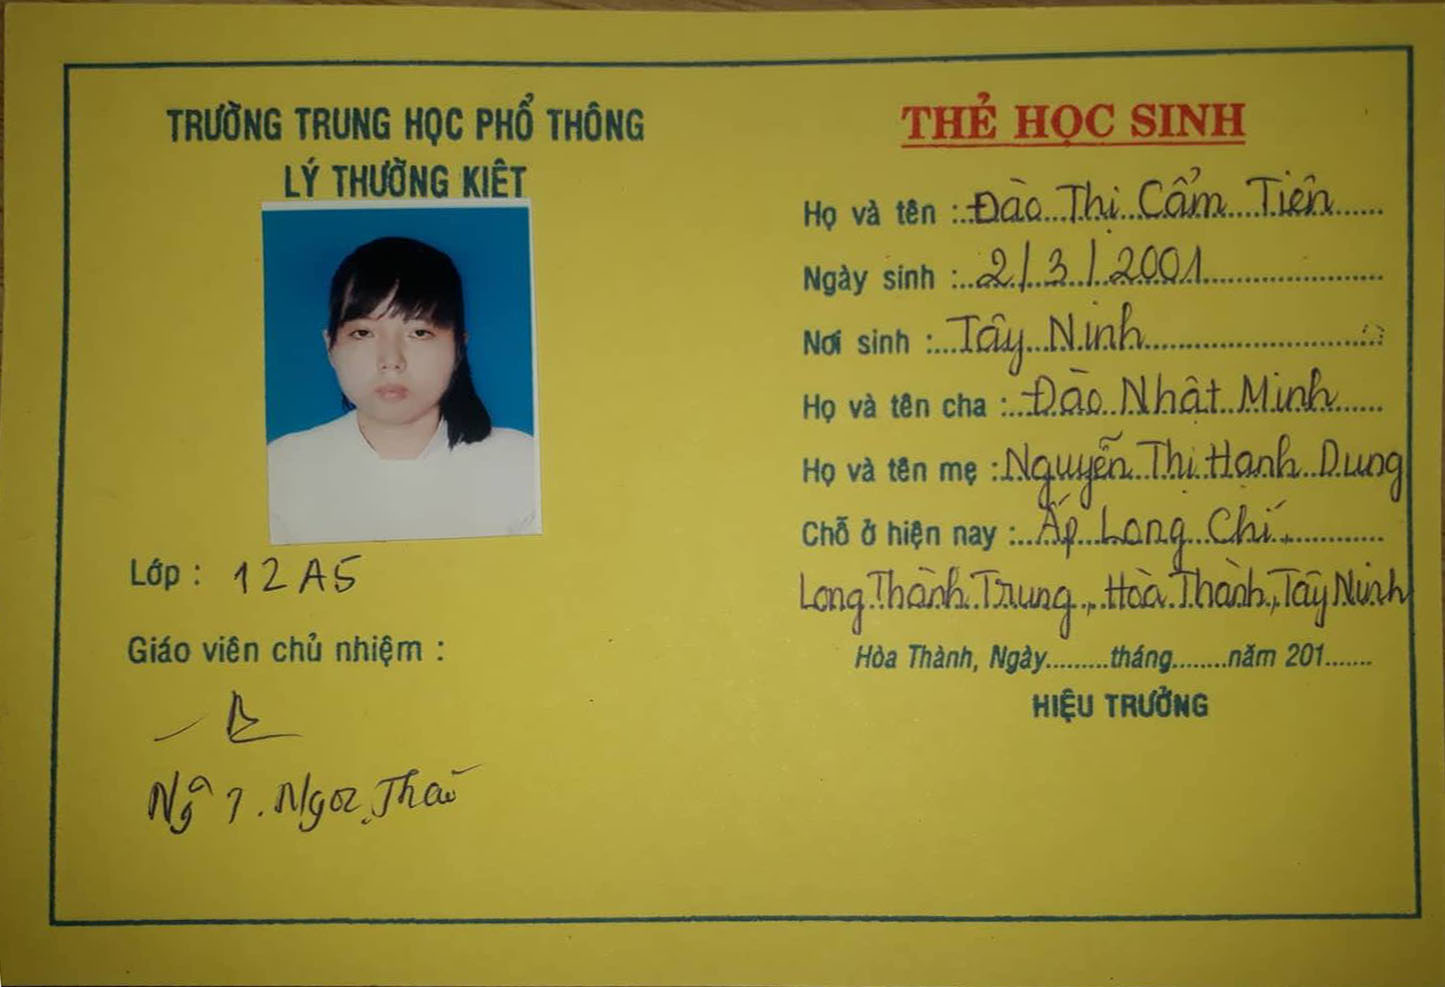 TRƯỜNG TRUNG HỌC PHỔ THÔNG
LÝ THƯỜNG KIỆT
Lớp : 12A5
Giáo viên chủ nhiệm :
Ngô T. Ngọc Thảo
THẺ HỌC SINH
Họ và tên : Đào Thị Cẩm Tiên
Ngày sinh : 2/3/2001
Nơi sinh : Tây Ninh
Họ và tên cha : Đào Nhật Minh
Họ và tên mẹ : Nguyễn Thị Hạnh Dung
Chỗ ở hiện nay : Ấp Long Chí,
Long Thành Trung, Hòa Thành, Tây Ninh
Hòa Thành, Ngày.........tháng........năm 201.......
HIỆU TRƯỞNG